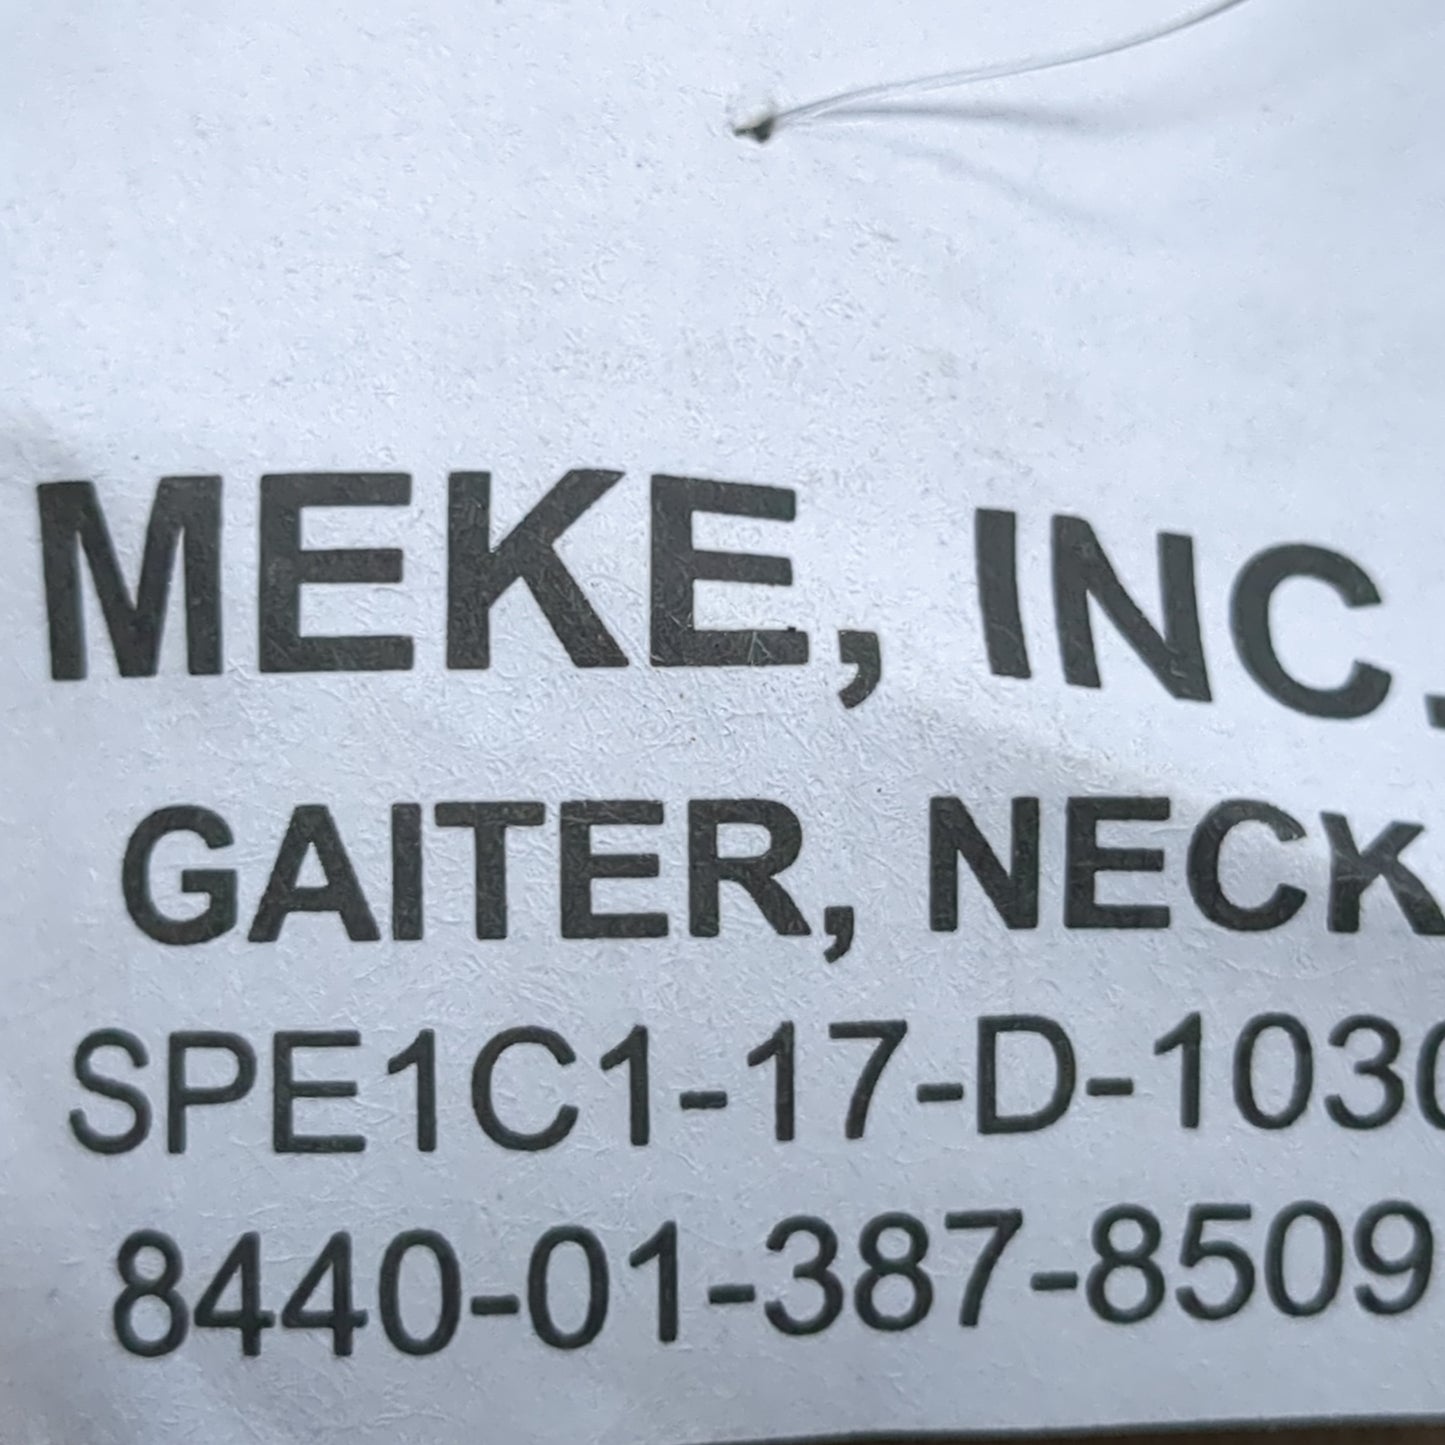 MEKE, INC.
GAITER, NECK
SPE1C1-17-D-1030
8440-01-387-8509